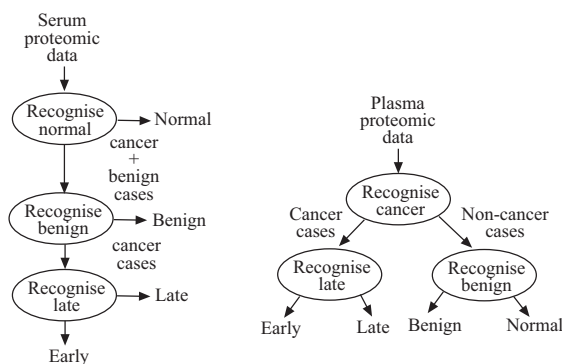 Serum
proteomic
data
Recognise
normal
Normal
cancer
+
benign
cases
Recognise
benign
Benign
cancer
cases
Recognise
late
Late
Early
Plasma
proteomic
data
Recognise
cancer
Cancer
cases
Non-cancer
cases
Recognise
late
Recognise
benign
Early
Late
Benign
Normal